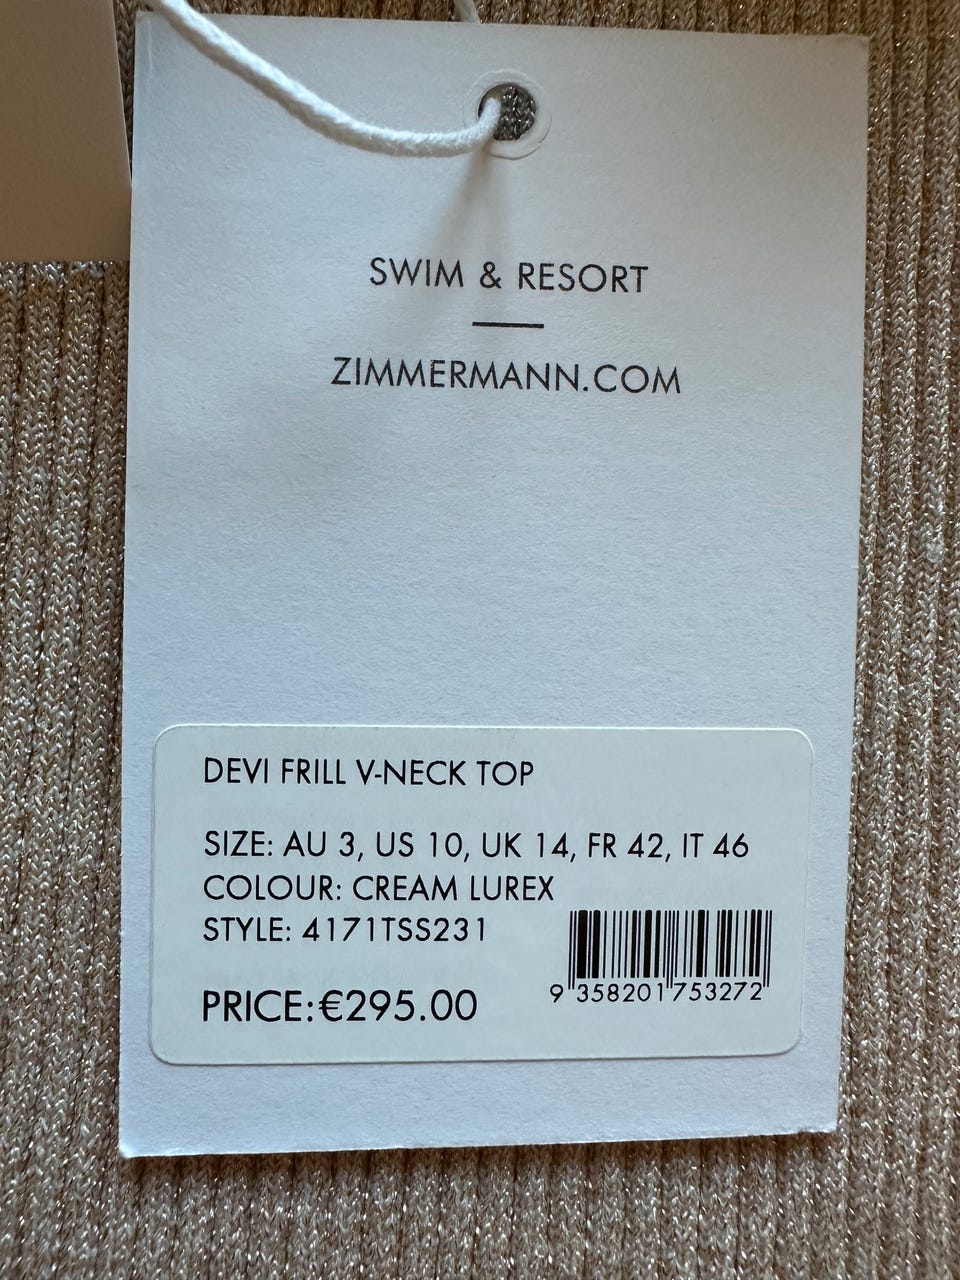 SWIM & RESORT
ZIMMERMANN.COM
DEVI FRILL V-NECK TOP
SIZE: AU 3, US 10, UK 14, FR 42, IT 46
COLOUR: CREAM LUREX
STYLE: 4171TSS231
PRICE:€295.00
9 358201 753272